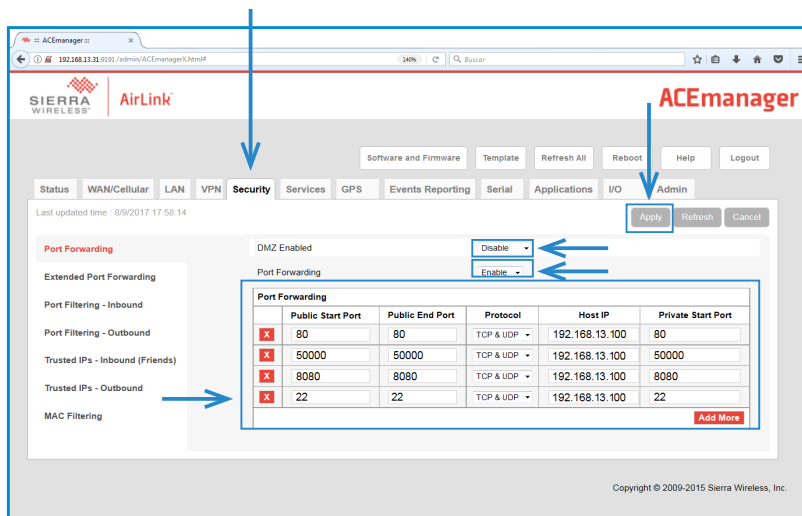 ::: ACEmanager :::
192.168.13.31:9191/admin/ACEmanagerX.html#
140%
Buscar
SIERRA WIRELESS
AirLink
ACEmanager
Software and Firmware Template Refresh All Reboot Help Logout
Status WAN/Cellular LAN VPN Security Services GPS Events Reporting Serial Applications I/O Admin
Last updated time : 8/9/2017 17:58:14
Apply Refresh Cancel
Port Forwarding
Extended Port Forwarding
Port Filtering - Inbound
Port Filtering - Outbound
Trusted IPs - Inbound (Friends)
Trusted IPs - Outbound
MAC Filtering
DMZ Enabled Disable
Port Forwarding Enable
Port Forwarding
Public Start Port Public End Port Protocol Host IP Private Start Port
X 80 80 TCP & UDP 192.168.13.100 80
X 50000 50000 TCP & UDP 192.168.13.100 50000
X 8080 8080 TCP & UDP 192.168.13.100 8080
X 22 22 TCP & UDP 192.168.13.100 22
Add More
Copyright © 2009-2015 Sierra Wireless, Inc.